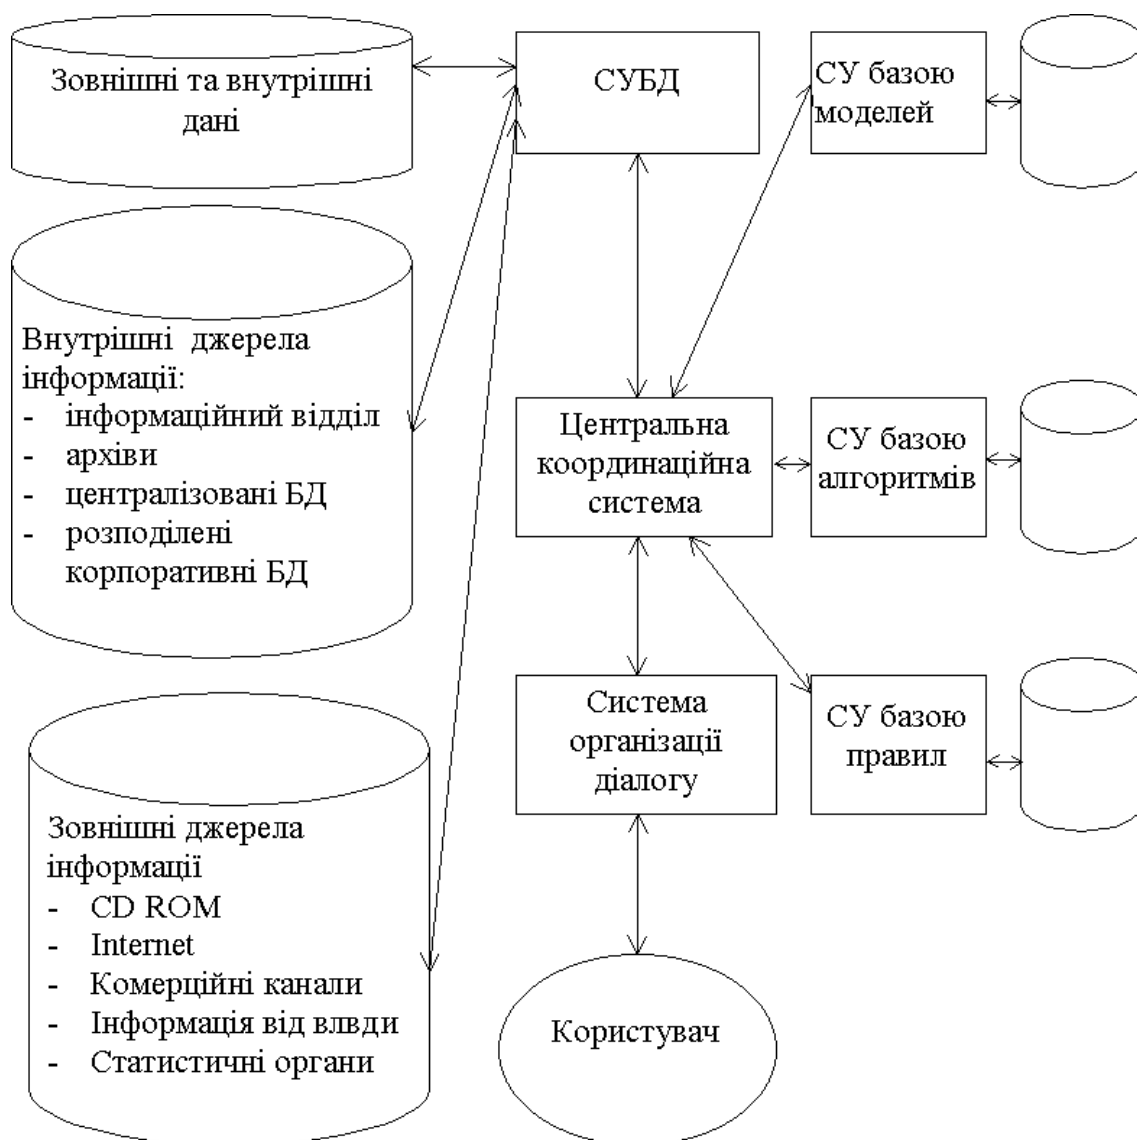 Зовнішні та внутрішні
дані
СУБД
СУ базою
моделей
Внутрішні джерела
інформації:
- інформаційний відділ
- архіви
- централізовані БД
- розподілені
корпоративні БД
Центральна
координаційна
система
СУ базою
алгоритмів
Система
організації
діалогу
СУ базою
правил
Зовнішні джерела
інформації
- CD ROM
- Internet
- Комерційні канали
- Інформація від влвди
- Статистичні органи
Користувач